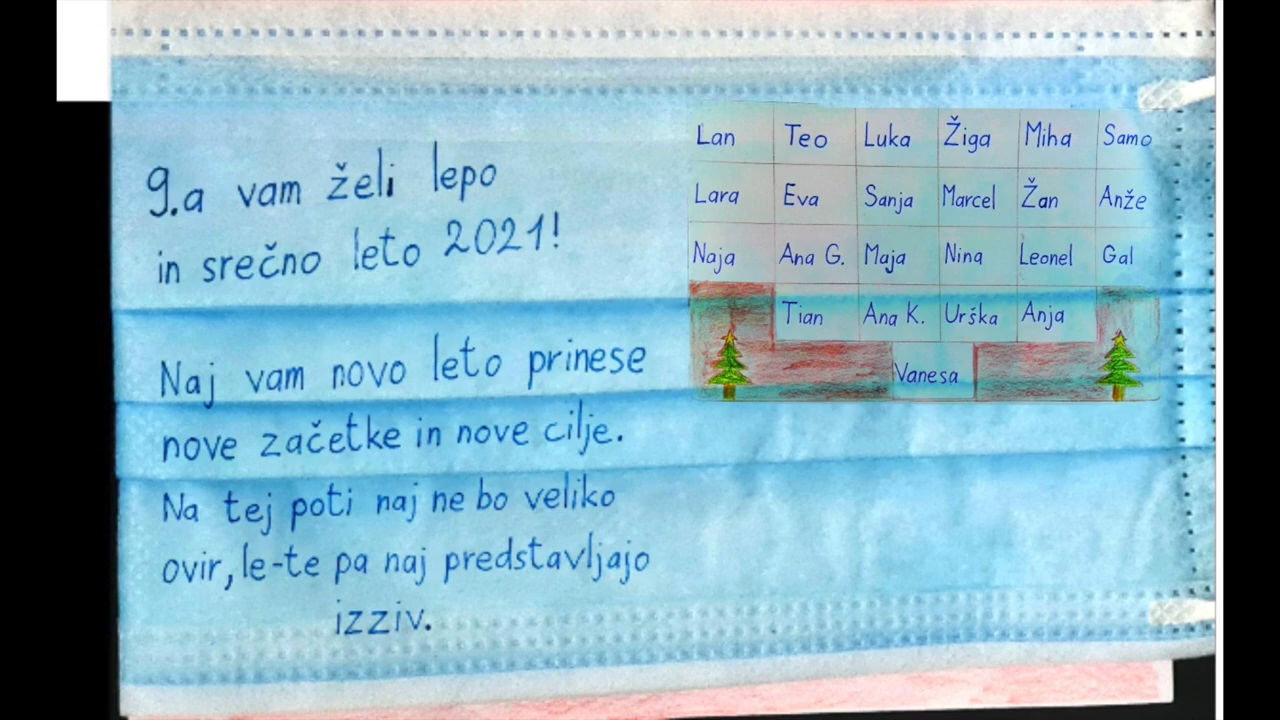 9.a vam želi lepo
in srečno leto 2021!
Naj vam novo leto prinese
nove začetke in nove cilje.
Na tej poti naj ne bo veliko
ovir, le-te pa naj predstavljajo
izziv.
Lan Teo Luka Žiga Miha Samo
Lara Eva Sanja Marcel Žan Anže
Naja Ana G. Maja Nina Leonel Gal
Tian Ana K. Urška Anja
Vanesa